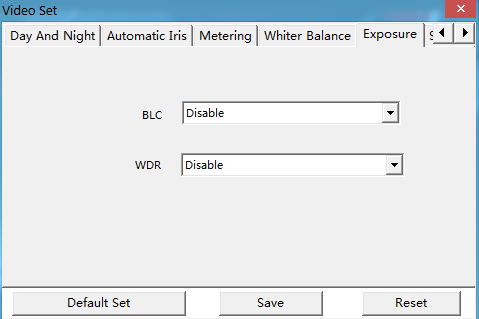 Video Set
Day And Night Automatic Iris Metering Whiter Balance Exposure
BLC Disable
WDR Disable
Default Set Save Reset